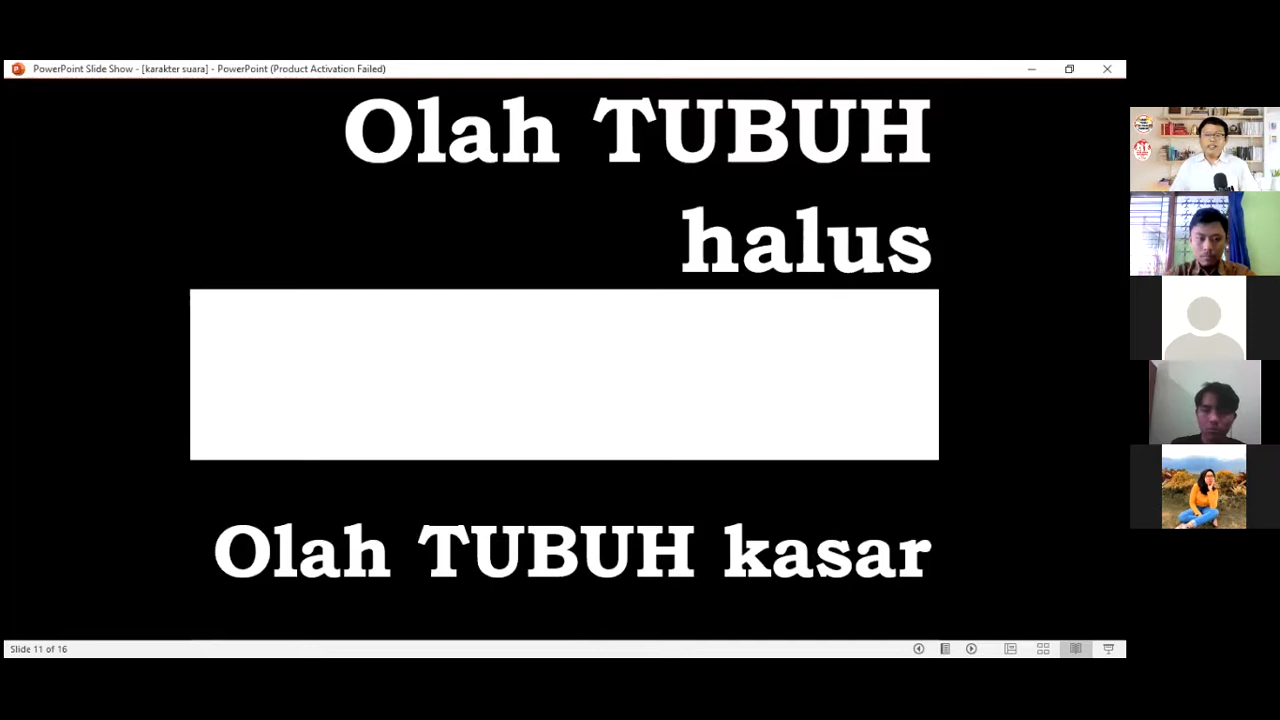 PowerPoint Slide Show - [karakter suara] - PowerPoint (Product Activation Failed)
Olah TUBUH
halus
Olah TUBUH kasar
Slide 11 of 16